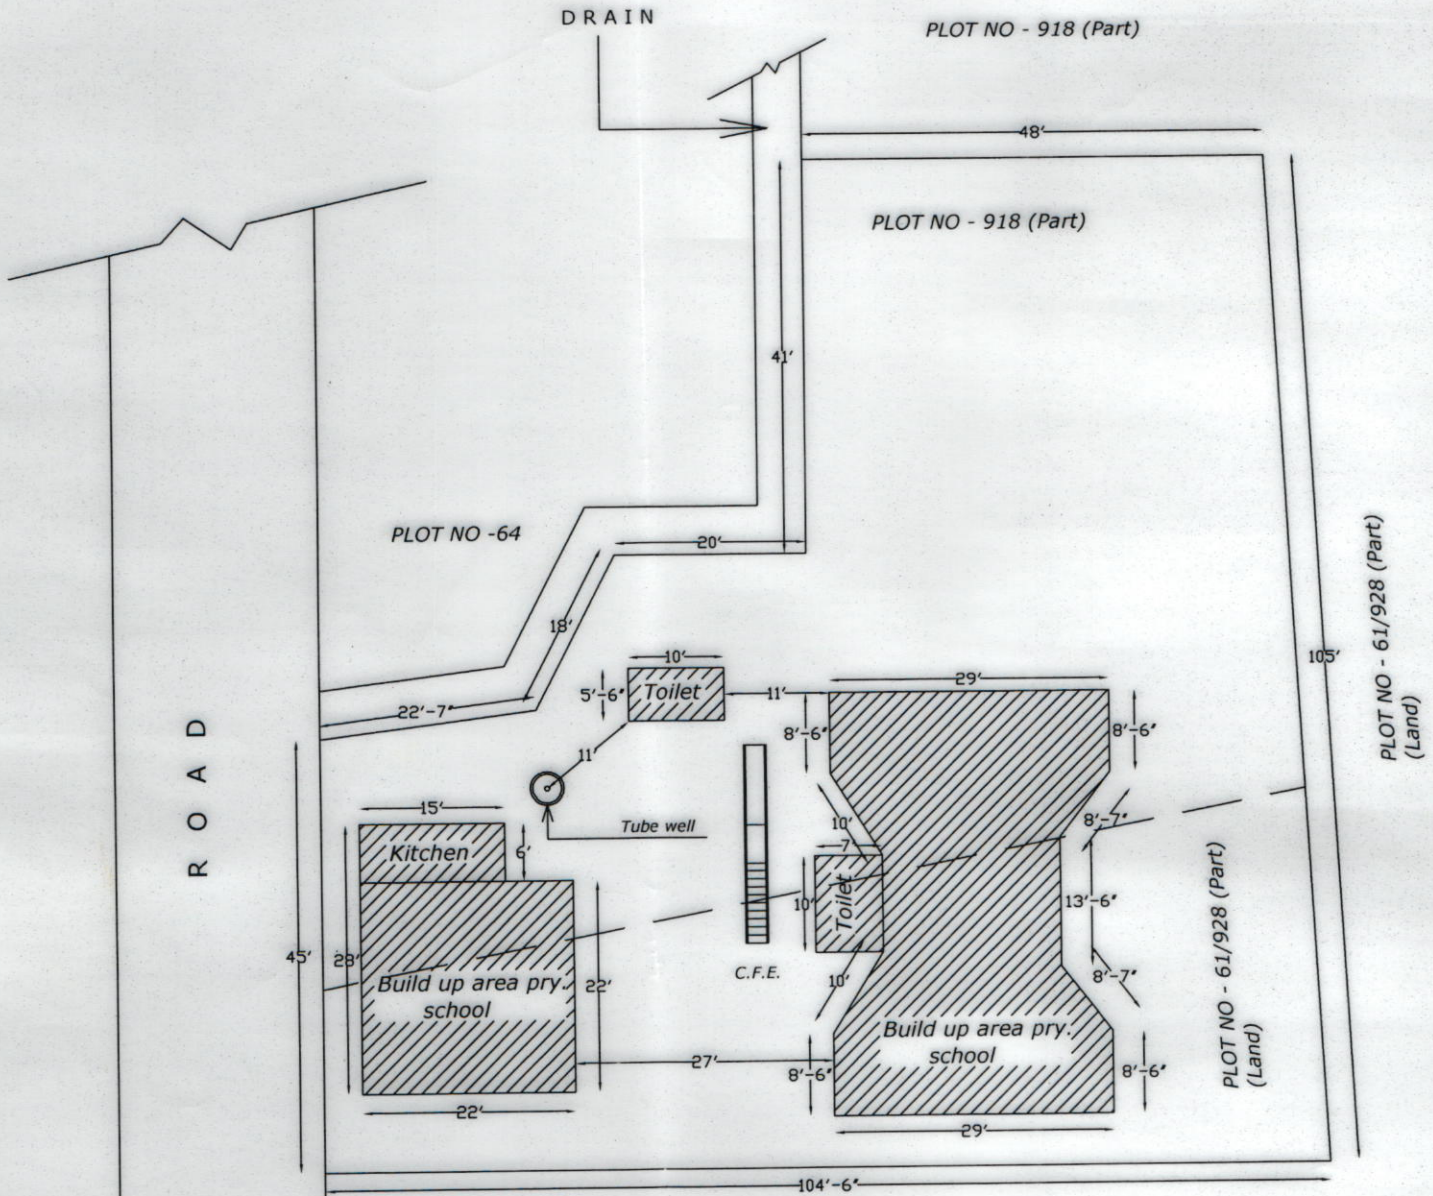 DRAIN
PLOT NO - 918 (Part)
48'
PLOT NO - 918 (Part)
41'
PLOT NO -64
20'
18'
22'-7"
10'
5'-6"
Toilet
11'
29'
8'-6"
8'-6"
11'
Tube well
15'
Kitchen
6'
10'
7'
8'-7"
10'
Toilet
13'-6"
45'
28'
Build up area pry.
school
22'
C.F.E.
10'
8'-7"
Build up area pry.
school
27'
8'-6"
8'-6"
22'
29'
104'-6"
ROAD
105'
PLOT NO - 61/928 (Part)
(Land)
PLOT NO - 61/928 (Part)
(Land)